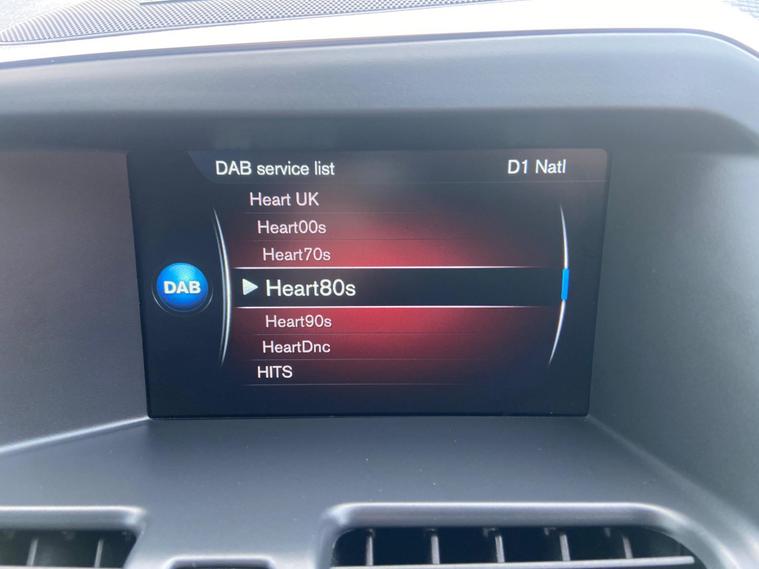 DAB service list D1 Natl
Heart UK
Heart00s
Heart70s
DAB
Heart80s
Heart90s
HeartDnc
HITS